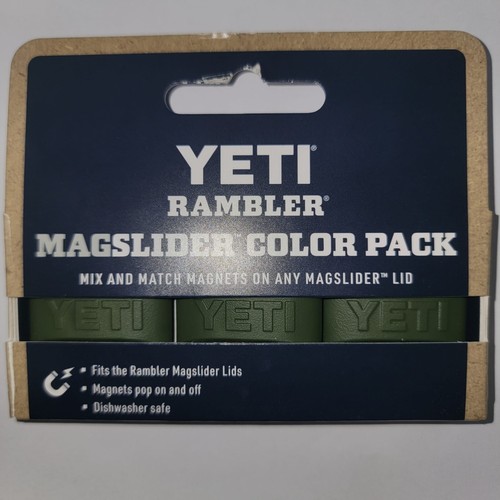 YETI®
RAMBLER®
MAGSLIDER COLOR PACK
MIX AND MATCH MAGNETS ON ANY MAGSLIDER™ LID
YETI YETI YETI
• Fits the Rambler Magslider Lids
• Magnets pop on and off
• Dishwasher safe